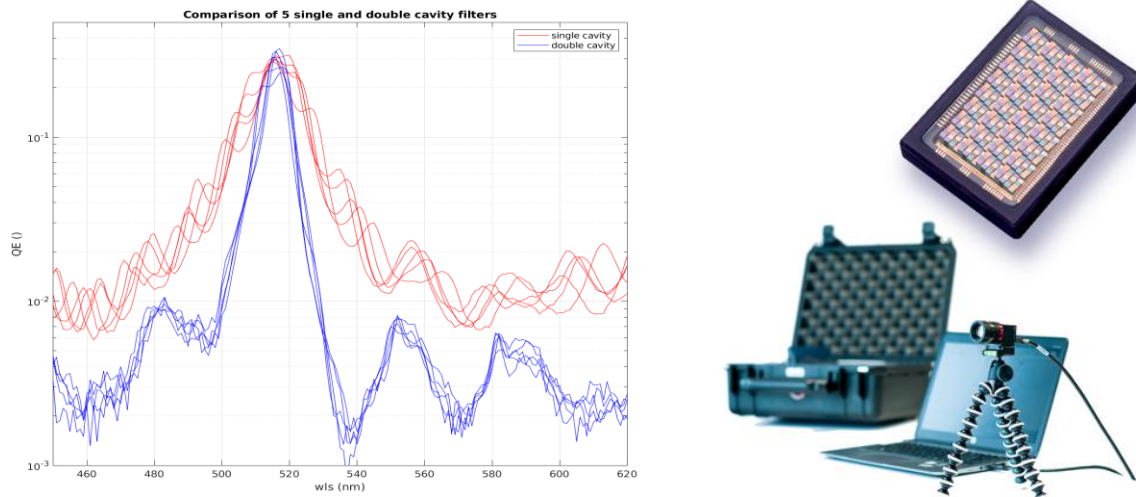 Comparison of 5 single and double cavity filters
single cavity
double cavity
10^-1
10^-2
10^-3
QE ()
460
480
500
520
540
560
580
600
620
wls (nm)